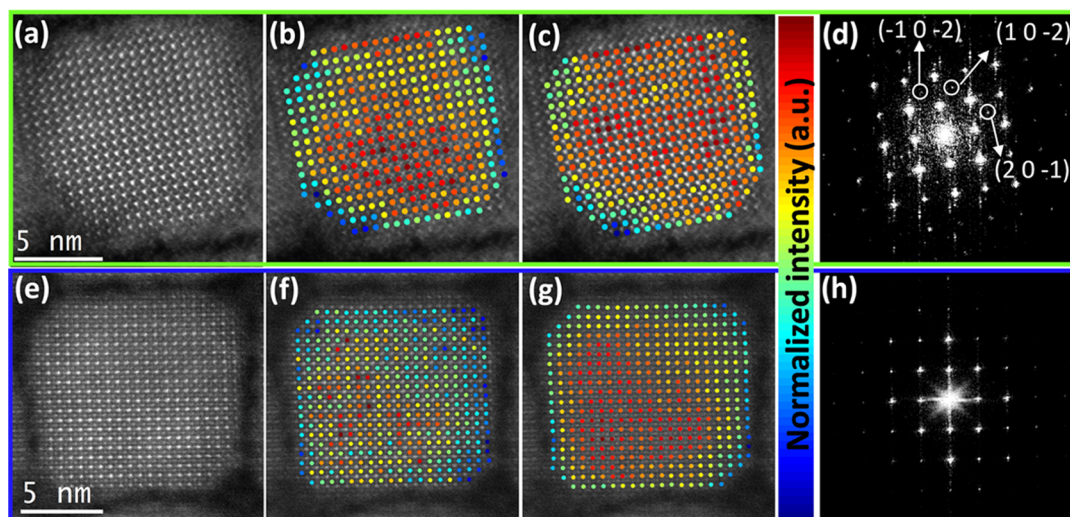 (a)
(b)
(c)
(d)
(-1 0 -2)
(1 0 -2)
(2 0 -1)
5 nm
Normalized intensity (a.u.)
(e)
(f)
(g)
(h)
5 nm